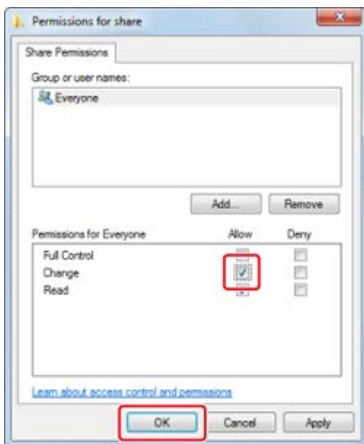 Permissions for share
Share Permissions
Group or user names:
Everyone
Add... Remove
Permissions for Everyone Allow Deny
Full Control
Change
Read
Learn about access control and permissions
OK Cancel Apply